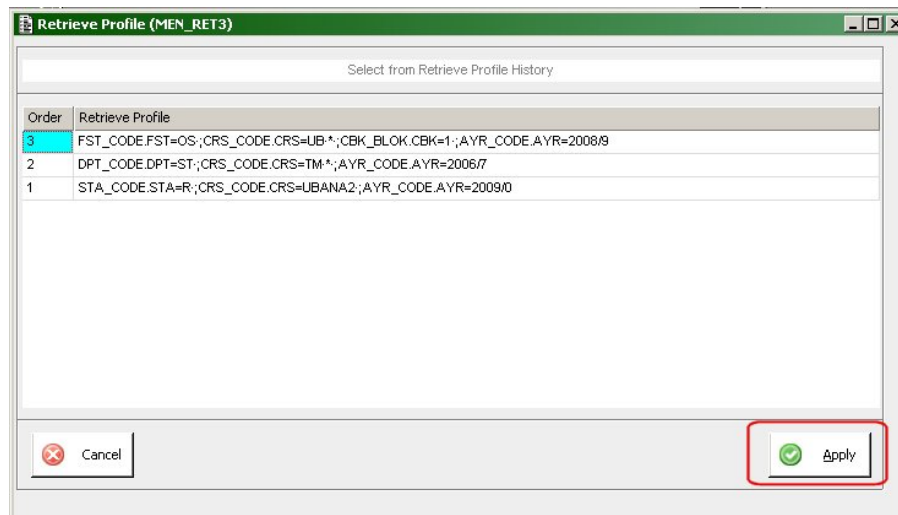 Retrieve Profile (MEN_RET3)
Select from Retrieve Profile History
Order Retrieve Profile
3 FST_CODE.FST=OS·;CRS_CODE.CRS=UB·*·;CBK_BLOK.CBK=1·;AYR_CODE.AYR=2008/9
2 DPT_CODE.DPT=ST·;CRS_CODE.CRS=TM·*·;AYR_CODE.AYR=2006/7
1 STA_CODE.STA=R·;CRS_CODE.CRS=UBANA2·;AYR_CODE.AYR=2009/0
Cancel Apply